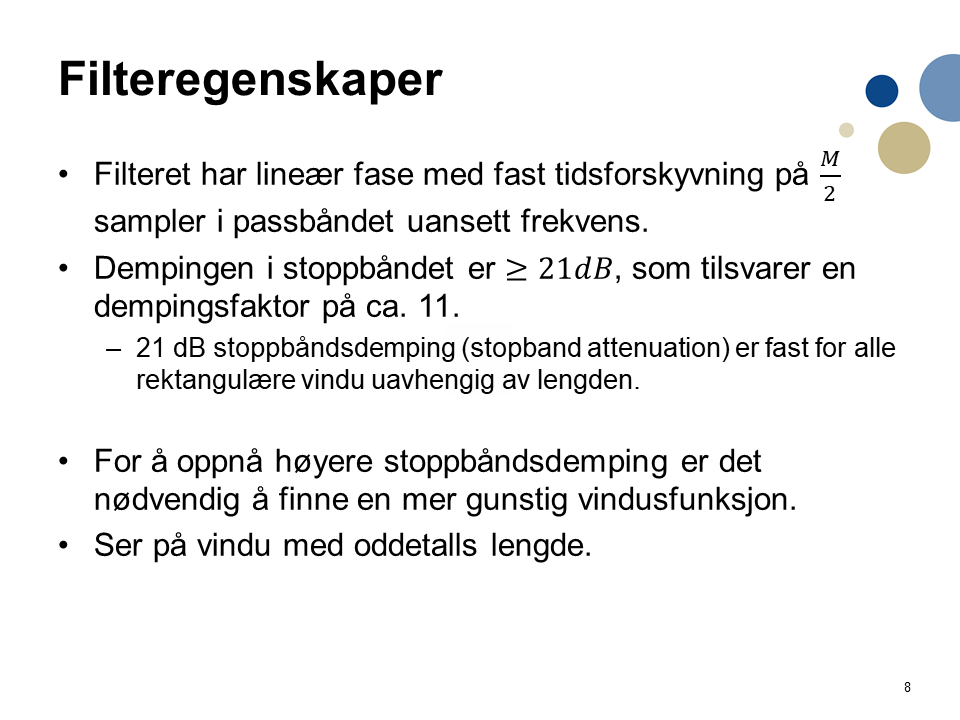 Filteregenskaper
• Filteret har lineær fase med fast tidsforskyvning på M/2
sampler i passbåndet uansett frekvens.
• Dempingen i stoppbåndet er ≥ 21dB, som tilsvarer en
dempingsfaktor på ca. 11.
– 21 dB stoppbåndsdemping (stopband attenuation) er fast for alle
rektangulære vindu uavhengig av lengden.
• For å oppnå høyere stoppbåndsdemping er det
nødvendig å finne en mer gunstig vindusfunksjon.
• Ser på vindu med oddetalls lengde.
8